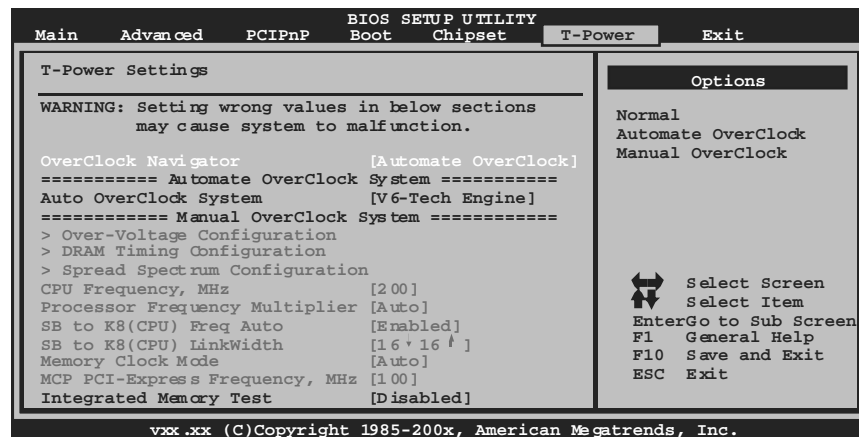 BIOS SETUP UTILITY
Main Advanced PCIPnP Boot Chipset T-Power Exit
T-Power Settings
WARNING: Setting wrong values in below sections
may cause system to malfunction.
OverClock Navigator [Automate OverClock]
=========== Automate OverClock System ===========
Auto OverClock System [V6-Tech Engine]
============ Manual OverClock System ============
> Over-Voltage Configuration
> DRAM Timing Configuration
> Spread Spectrum Configuration
CPU Frequency, MHz [200]
Processor Frequency Multiplier [Auto]
SB to K8(CPU) Freq Auto [Enabled]
SB to K8(CPU) LinkWidth [16↓16↑]
Memory Clock Mode [Auto]
MCP PCI-Express Frequency, MHz [100]
Integrated Memory Test [Disabled]
Options
Normal
Automate OverClock
Manual OverClock
Select Screen
Select Item
EnterGo to Sub Screen
F1 General Help
F10 Save and Exit
ESC Exit
vxx.xx (C)Copyright 1985-200x, American Megatrends, Inc.